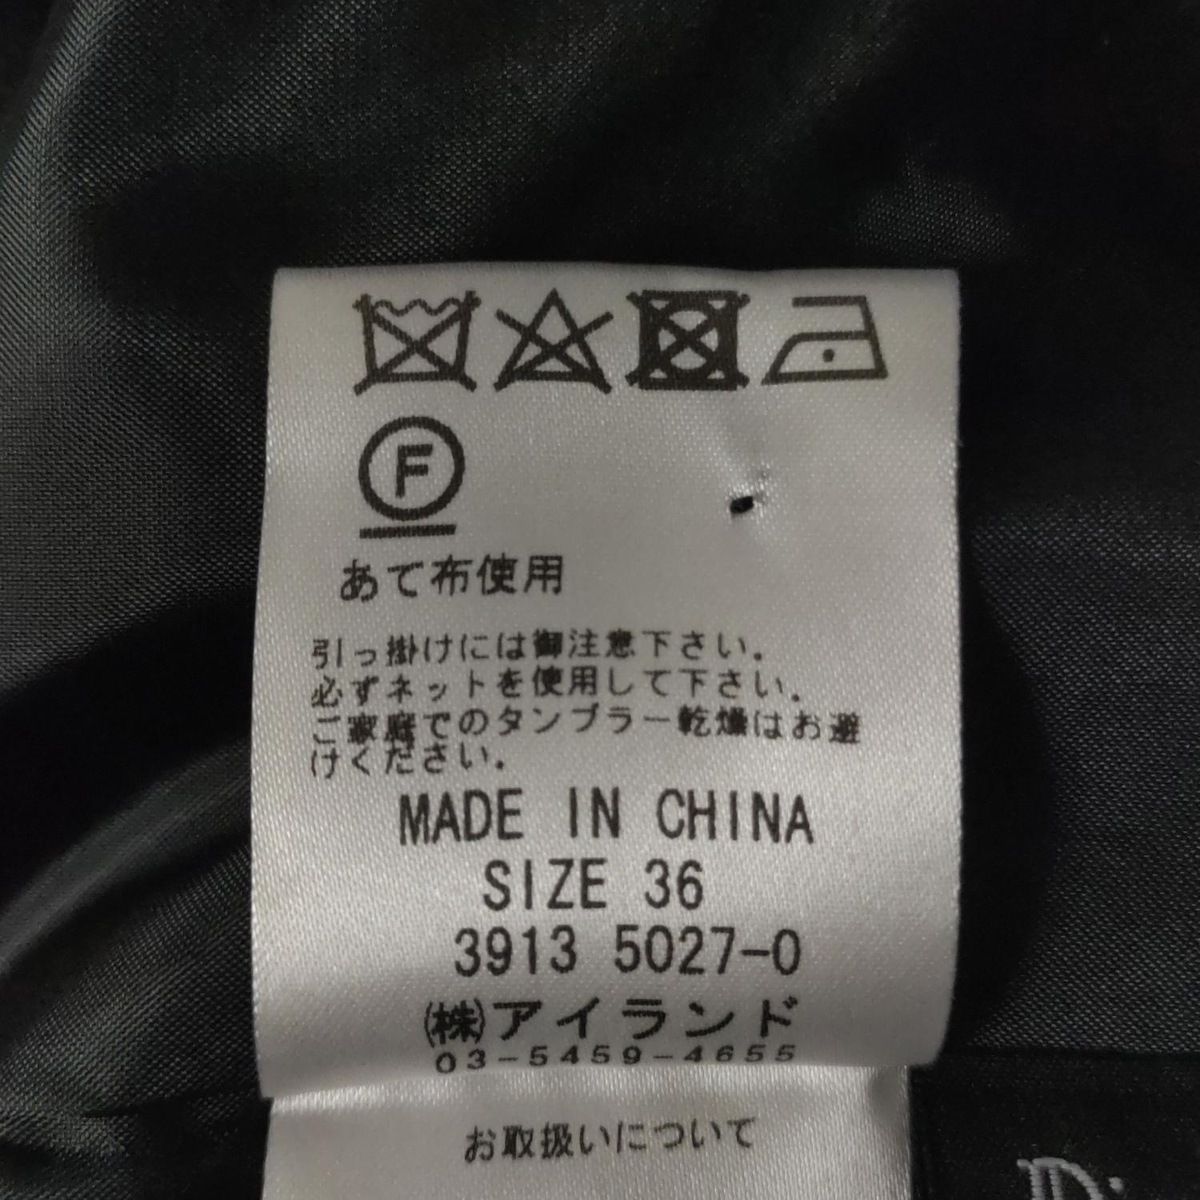 F
あて布使用
引っ掛けには御注意下さい.
必ずネットを使用して下さい.
ご家庭でのタンブラー乾燥はお避
けください.
MADE IN CHINA
SIZE 36
3913 5027-0
㈱アイランド
03-5459-4655
お取扱いについて